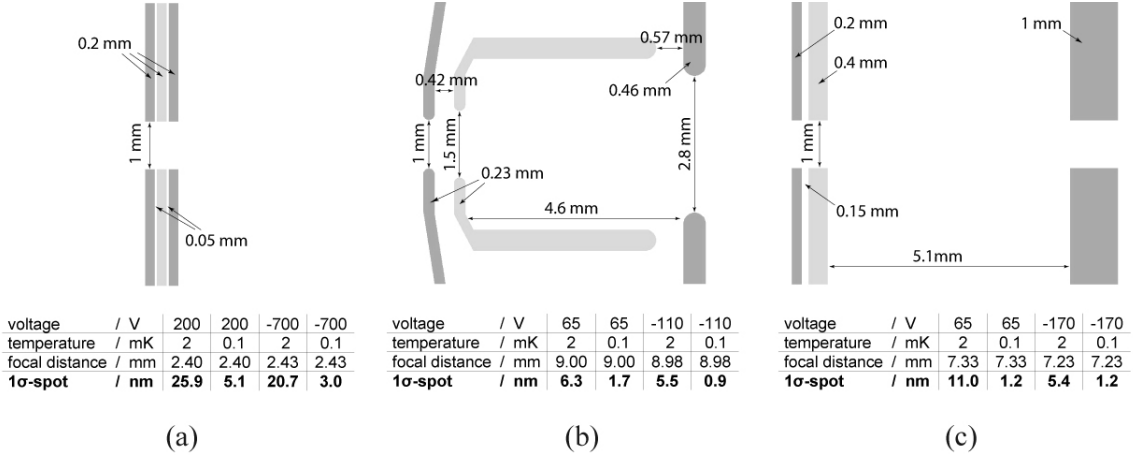 0.2 mm
1 mm
0.05 mm
voltage / V 200 200 -700 -700
temperature / mK 2 0.1 2 0.1
focal distance / mm 2.40 2.40 2.43 2.43
1σ-spot / nm 25.9 5.1 20.7 3.0
(a)
0.57 mm
0.42
0.46 mm
1 mm
1.5 mm
2.8 mm
0.23 mm
4.6 mm
voltage / V 65 65 -110 -110
temperature / mK 2 0.1 2 0.1
focal distance / mm 9.00 9.00 8.98 8.98
1σ-spot / nm 6.3 1.7 5.5 0.9
(b)
0.2 mm
1 mm
0.4 mm
1 mm
0.15 mm
5.1mm
voltage / V 65 65 -170 -170
temperature / mK 2 0.1 2 0.1
focal distance / mm 7.33 7.33 7.23 7.23
1σ-spot / nm 11.0 1.2 5.4 1.2
(c)